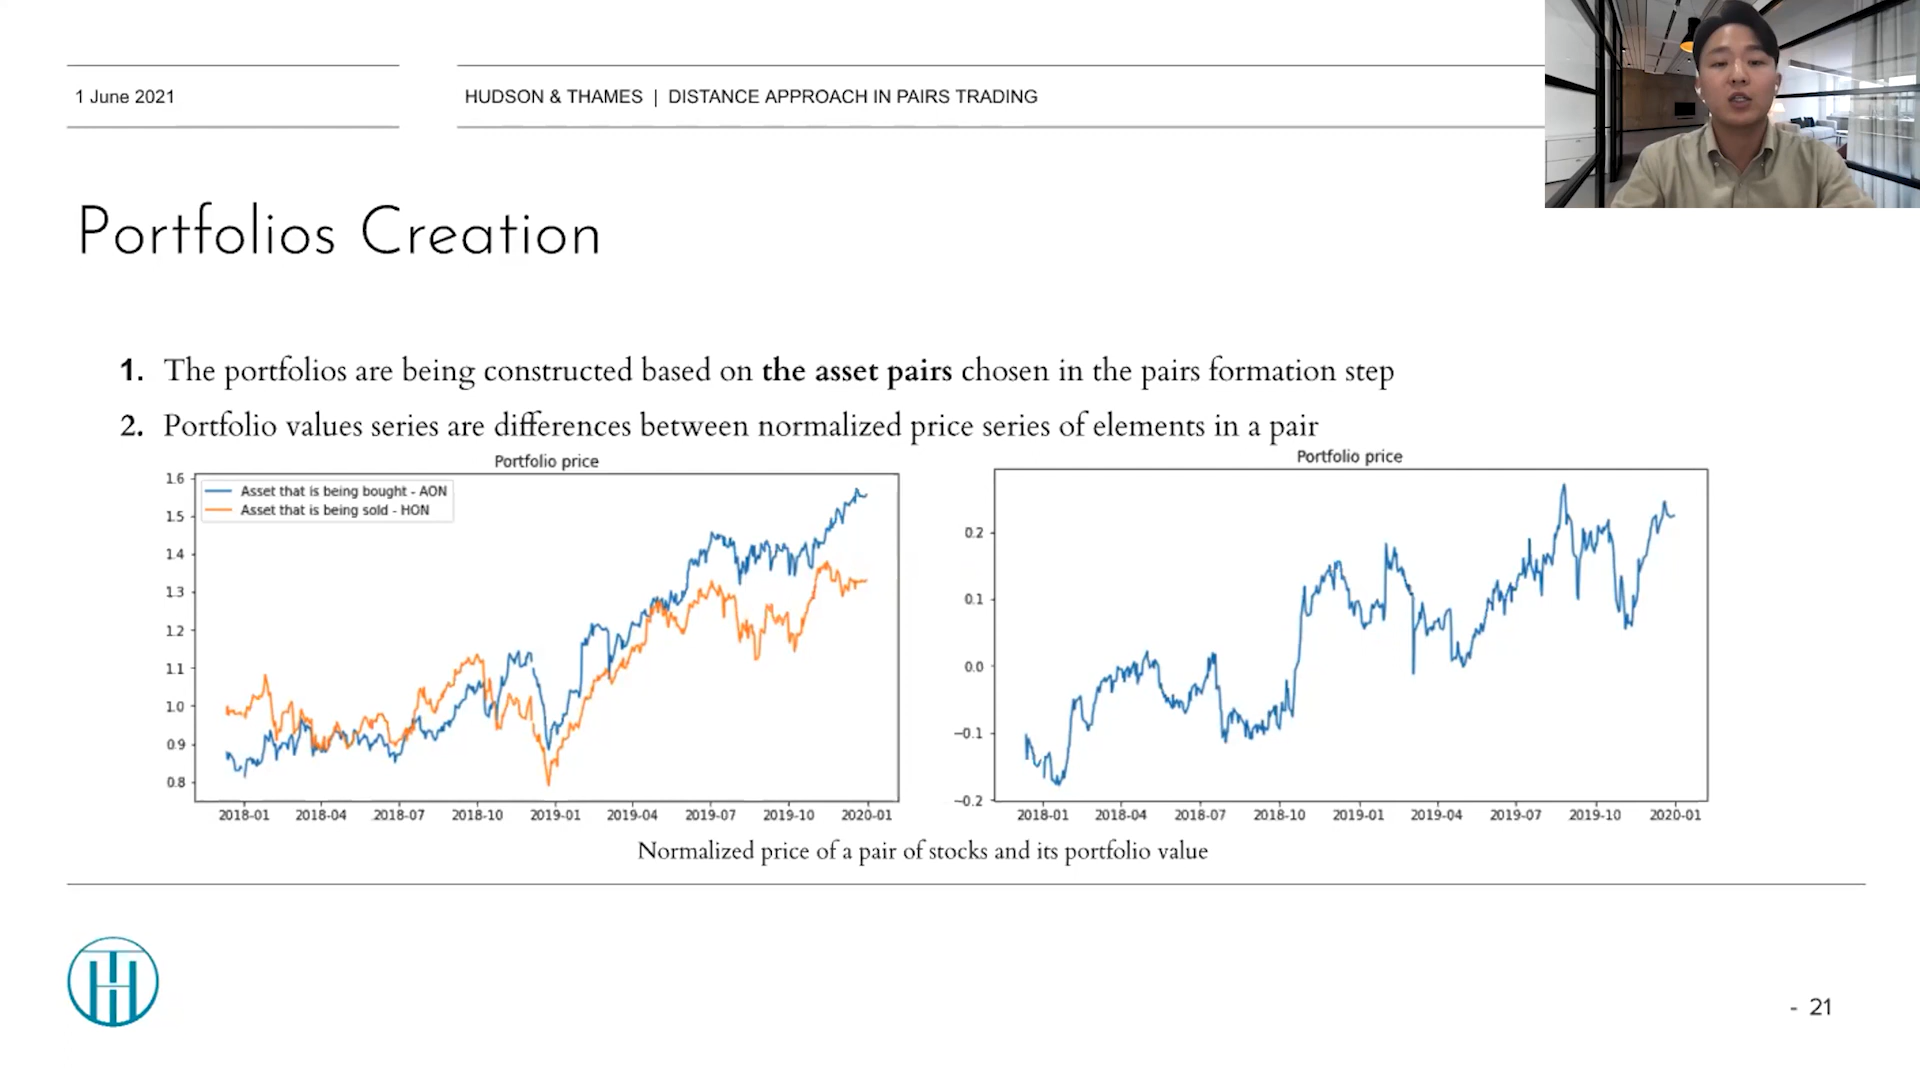 1 June 2021
HUDSON & THAMES | DISTANCE APPROACH IN PAIRS TRADING
Portfolios Creation
1. The portfolios are being constructed based on the asset pairs chosen in the pairs formation step
2. Portfolio values series are differences between normalized price series of elements in a pair
Portfolio price
Asset that is being bought - AON
Asset that is being sold - HON
1.6
1.5
1.4
1.3
1.2
1.1
1.0
0.9
0.8
2018-01 2018-04 2018-07 2018-10 2019-01 2019-04 2019-07 2019-10 2020-01
Portfolio price
0.2
0.1
0.0
−0.1
−0.2
2018-01 2018-04 2018-07 2018-10 2019-01 2019-04 2019-07 2019-10 2020-01
Normalized price of a pair of stocks and its portfolio value
- 21